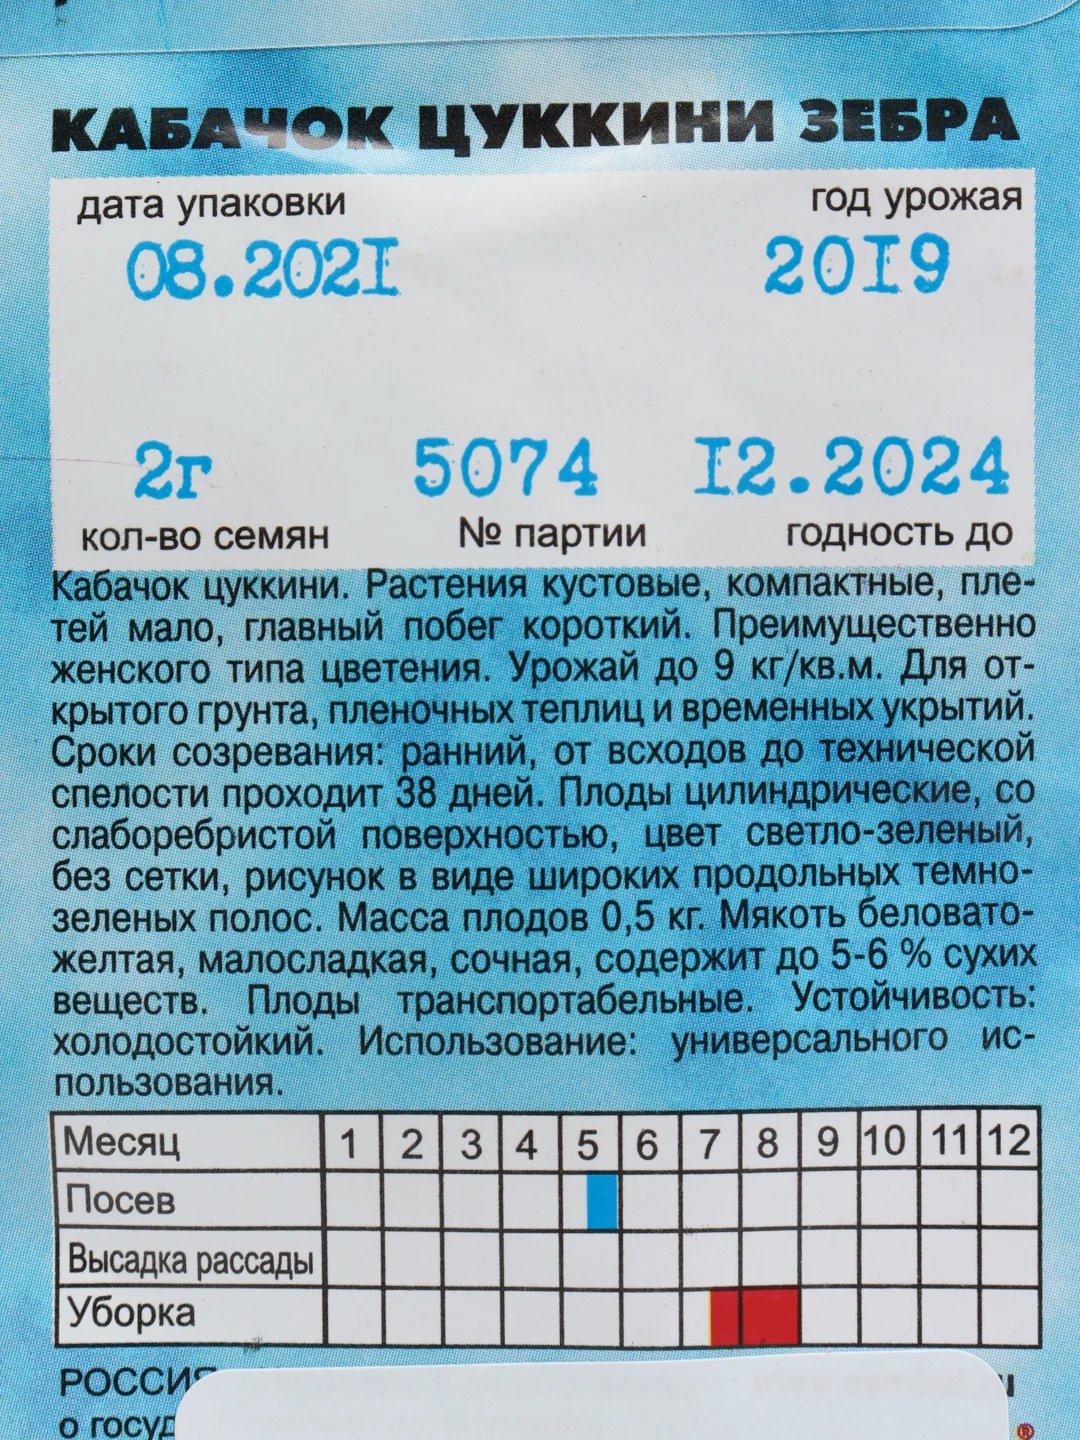 КАБАЧОК ЦУККИНИ ЗЕБРА
дата упаковки год урожая
08.2021 2019
2г 5074 12.2024
кол-во семян № партии годность до
Кабачок цуккини. Растения кустовые, компактные, пле-
тей мало, главный побег короткий. Преимущественно
женского типа цветения. Урожай до 9 кг/кв.м. Для от-
крытого грунта, пленочных теплиц и временных укрытий.
Сроки созревания: ранний, от всходов до технической
спелости проходит 38 дней. Плоды цилиндрические, со
слаборебристой поверхностью, цвет светло-зеленый,
без сетки, рисунок в виде широких продольных темно-
зеленых полос. Масса плодов 0,5 кг. Мякоть беловато-
желтая, малосладкая, сочная, содержит до 5-6 % сухих
веществ. Плоды транспортабельные. Устойчивость:
холодостойкий. Использование: универсального ис-
пользования.
Месяц 1 2 3 4 5 6 7 8 9 10 11 12
Посев
Высадка рассады
Уборка
РОССИЯ
о госуд
®